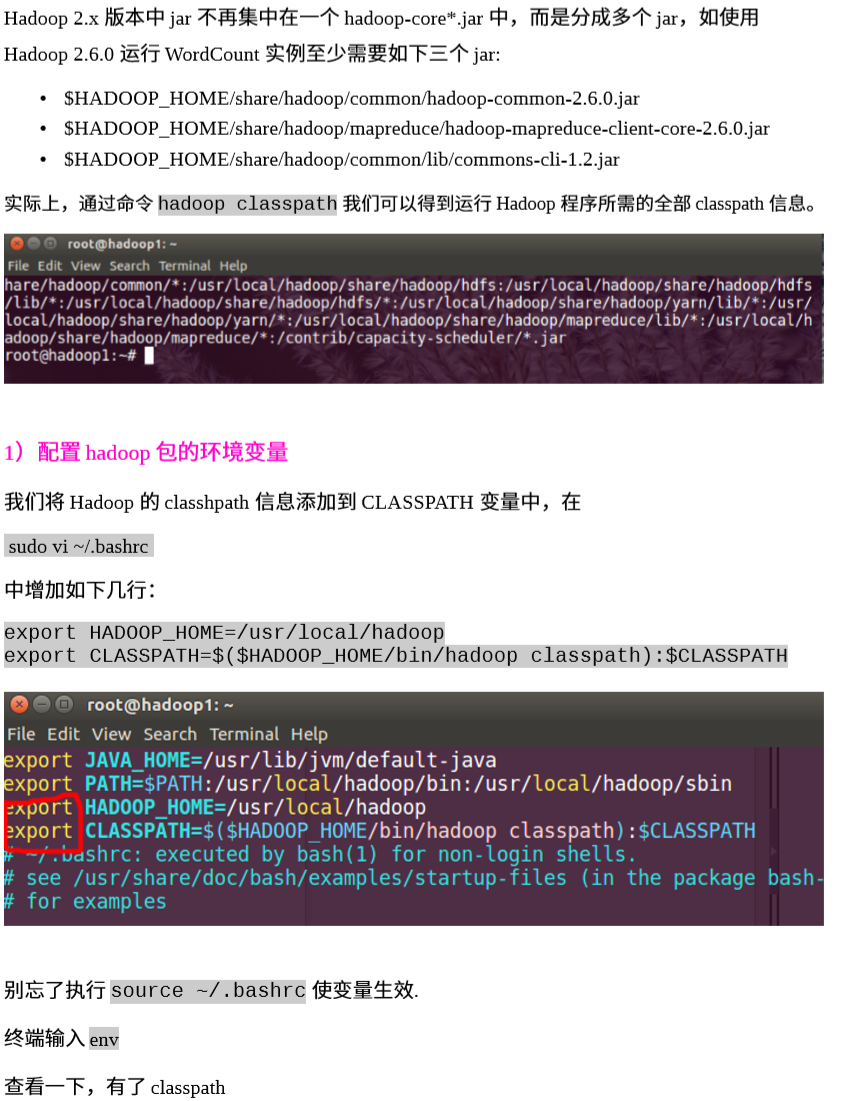 Hadoop 2.x 版本中 jar 不再集中在一个 hadoop-core*.jar 中，而是分成多个 jar，如使用
Hadoop 2.6.0 运行 WordCount 实例至少需要如下三个 jar:
• $HADOOP_HOME/share/hadoop/common/hadoop-common-2.6.0.jar
• $HADOOP_HOME/share/hadoop/mapreduce/hadoop-mapreduce-client-core-2.6.0.jar
• $HADOOP_HOME/share/hadoop/common/lib/commons-cli-1.2.jar
实际上，通过命令 hadoop classpath 我们可以得到运行 Hadoop 程序所需的全部 classpath 信息。
root@hadoop1: ~
File Edit View Search Terminal Help
hare/hadoop/common/*:/usr/local/hadoop/share/hadoop/hdfs:/usr/local/hadoop/share/hadoop/hdfs
/lib/*:/usr/local/hadoop/share/hadoop/hdfs/*:/usr/local/hadoop/share/hadoop/yarn/lib/*:/usr/
local/hadoop/share/hadoop/yarn/*:/usr/local/hadoop/share/hadoop/mapreduce/lib/*:/usr/local/h
adoop/share/hadoop/mapreduce/*:/contrib/capacity-scheduler/*.jar
root@hadoop1:~#
1）配置 hadoop 包的环境变量
我们将 Hadoop 的 classhpath 信息添加到 CLASSPATH 变量中，在
sudo vi ~/.bashrc
中增加如下几行：
export HADOOP_HOME=/usr/local/hadoop
export CLASSPATH=$($HADOOP_HOME/bin/hadoop classpath):$CLASSPATH
root@hadoop1: ~
File Edit View Search Terminal Help
export JAVA_HOME=/usr/lib/jvm/default-java
export PATH=$PATH:/usr/local/hadoop/bin:/usr/local/hadoop/sbin
export HADOOP_HOME=/usr/local/hadoop
export CLASSPATH=$($HADOOP_HOME/bin/hadoop classpath):$CLASSPATH
# ~/.bashrc: executed by bash(1) for non-login shells.
# see /usr/share/doc/bash/examples/startup-files (in the package bash-
# for examples
别忘了执行 source ~/.bashrc 使变量生效.
终端输入 env
查看一下，有了 classpath